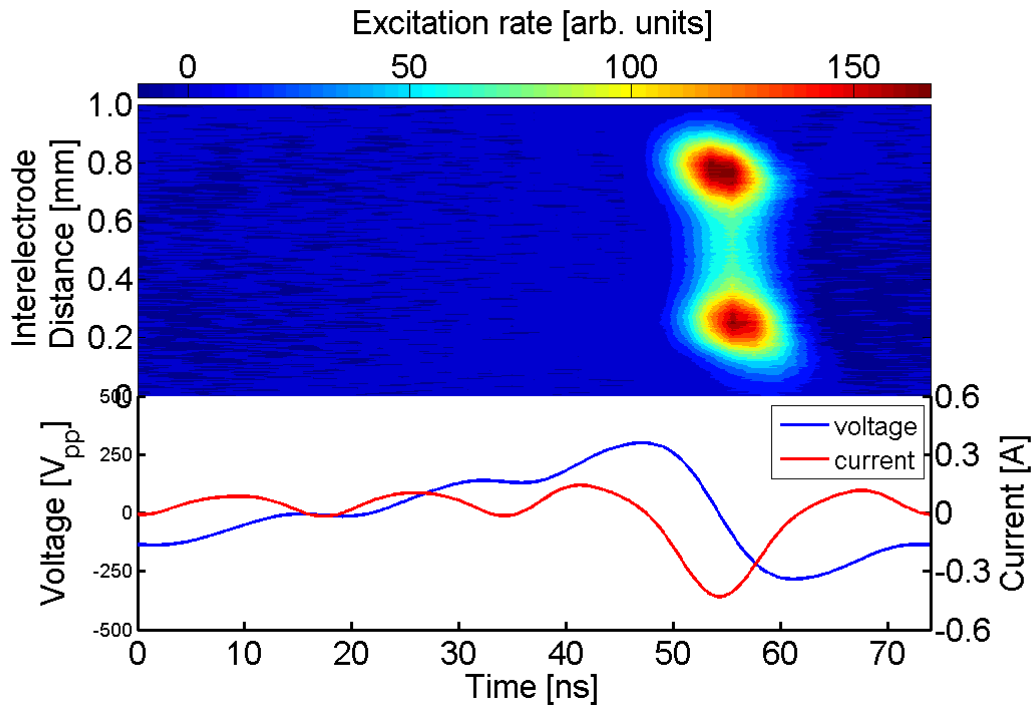 Excitation rate [arb. units]
0 50 100 150
Interelectrode
Distance [mm]
1.0
0.8
0.6
0.4
0.2
0
Voltage [Vpp]
500
250
0
-250
-500
voltage
current
0.6
0.3
0
-0.3
-0.6
Current [A]
0 10 20 30 40 50 60 70
Time [ns]